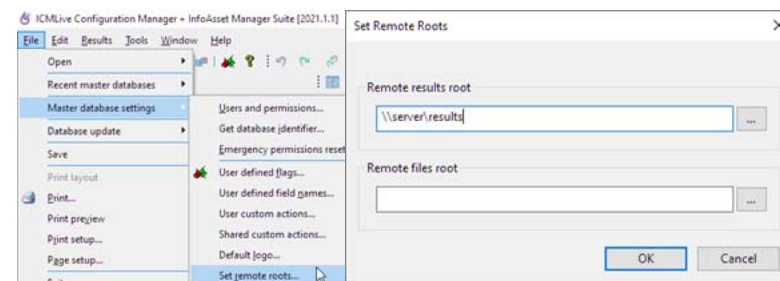 ICMLive Configuration Manager + InfoAsset Manager Suite [2021.1.1]
File Edit Results Tools Window Help
Open
Recent master databases
Master database settings
Database update
Save
Print layout
Print...
Print preview
Print setup...
Page setup...
Users and permissions...
Get database identifier...
Emergency permissions reset
User defined flags...
User defined field names...
User custom actions...
Shared custom actions...
Default logo...
Set remote roots...
Set Remote Roots
Remote results root
\\server\results
...
Remote files root
...
OK Cancel